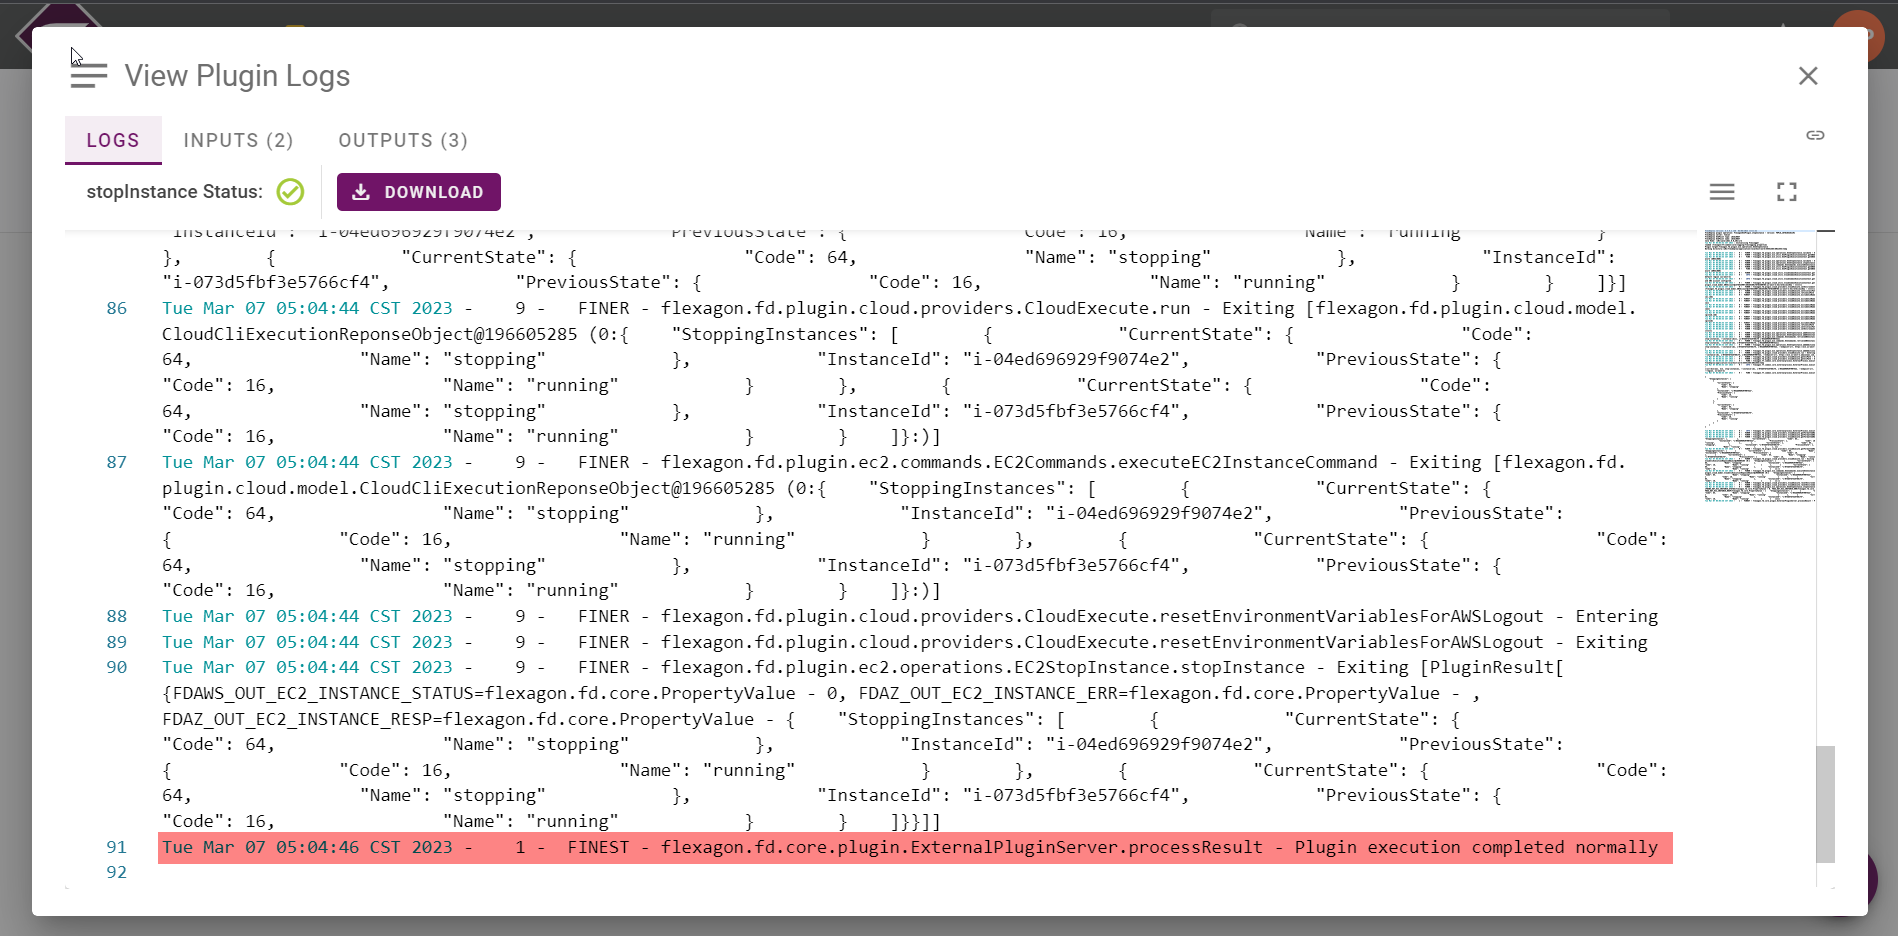 View Plugin Logs
LOGS INPUTS (2) OUTPUTS (3)
stopInstance Status: DOWNLOAD
"InstanceId": "i-04ed696929f9074e2", "PreviousState": { "Code": 16, "Name": "running" }
}, { "CurrentState": { "Code": 64, "Name": "stopping" }, "InstanceId":
"i-073d5fbf3e5766cf4", "PreviousState": { "Code": 16, "Name": "running" } } ]}]
86 Tue Mar 07 05:04:44 CST 2023 - 9 - FINER - flexagon.fd.plugin.cloud.providers.CloudExecute.run - Exiting [flexagon.fd.plugin.cloud.model.
CloudCliExecutionReponseObject@196605285 (0:{ "StoppingInstances": [ { "CurrentState": { "Code":
64, "Name": "stopping" }, "InstanceId": "i-04ed696929f9074e2", "PreviousState": {
"Code": 16, "Name": "running" } }, { "CurrentState": { "Code":
64, "Name": "stopping" }, "InstanceId": "i-073d5fbf3e5766cf4", "PreviousState": {
"Code": 16, "Name": "running" } } ]}:)]
87 Tue Mar 07 05:04:44 CST 2023 - 9 - FINER - flexagon.fd.plugin.ec2.commands.EC2Commands.executeEC2InstanceCommand - Exiting [flexagon.fd.
plugin.cloud.model.CloudCliExecutionReponseObject@196605285 (0:{ "StoppingInstances": [ { "CurrentState": {
"Code": 64, "Name": "stopping" }, "InstanceId": "i-04ed696929f9074e2", "PreviousState":
{ "Code": 16, "Name": "running" } }, { "CurrentState": { "Code":
64, "Name": "stopping" }, "InstanceId": "i-073d5fbf3e5766cf4", "PreviousState": {
"Code": 16, "Name": "running" } } ]}:)]
88 Tue Mar 07 05:04:44 CST 2023 - 9 - FINER - flexagon.fd.plugin.cloud.providers.CloudExecute.resetEnvironmentVariablesForAWSLogout - Entering
89 Tue Mar 07 05:04:44 CST 2023 - 9 - FINER - flexagon.fd.plugin.cloud.providers.CloudExecute.resetEnvironmentVariablesForAWSLogout - Exiting
90 Tue Mar 07 05:04:44 CST 2023 - 9 - FINER - flexagon.fd.plugin.ec2.operations.EC2StopInstance.stopInstance - Exiting [PluginResult[
{FDAWS_OUT_EC2_INSTANCE_STATUS=flexagon.fd.core.PropertyValue - 0, FDAZ_OUT_EC2_INSTANCE_ERR=flexagon.fd.core.PropertyValue - ,
FDAZ_OUT_EC2_INSTANCE_RESP=flexagon.fd.core.PropertyValue - { "StoppingInstances": [ { "CurrentState": {
"Code": 64, "Name": "stopping" }, "InstanceId": "i-04ed696929f9074e2", "PreviousState":
{ "Code": 16, "Name": "running" } }, { "CurrentState": { "Code":
64, "Name": "stopping" }, "InstanceId": "i-073d5fbf3e5766cf4", "PreviousState": {
"Code": 16, "Name": "running" } } ]}}]]
91 Tue Mar 07 05:04:46 CST 2023 - 1 - FINEST - flexagon.fd.core.plugin.ExternalPluginServer.processResult - Plugin execution completed normally
92